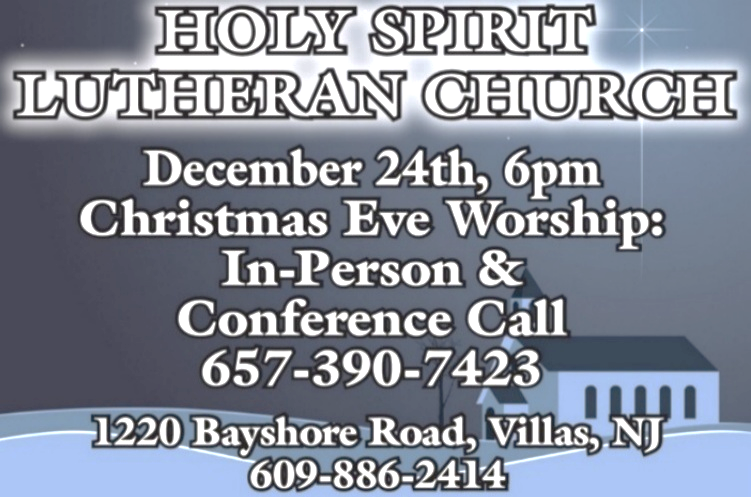 HOLY SPIRIT
LUTHERAN CHURCH
December 24th, 6pm
Christmas Eve Worship:
In-Person &
Conference Call
657-390-7423
1220 Bayshore Road, Villas, NJ
609-886-2414